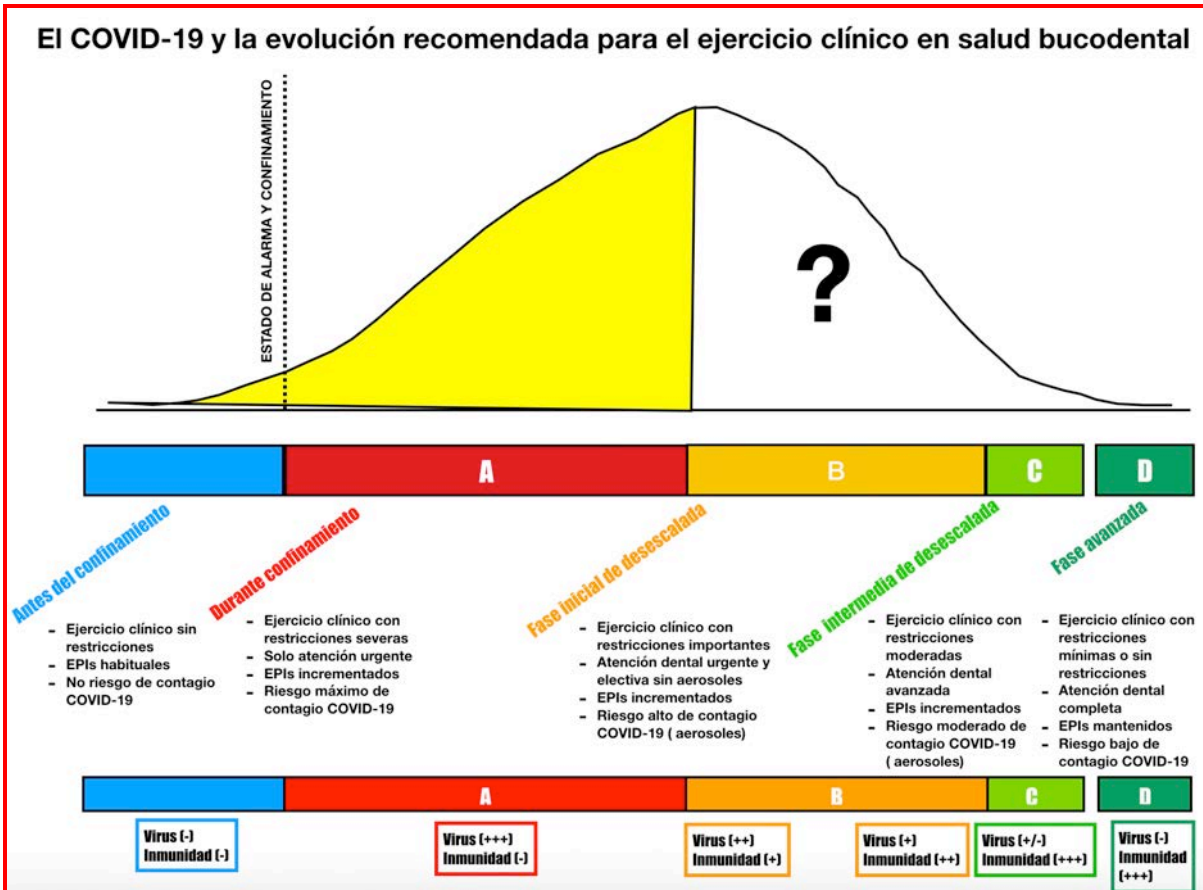 El COVID-19 y la evolución recomendada para el ejercicio clínico en salud bucodental
ESTADO DE ALARMA Y CONFINAMIENTO
?
A
B
C
D
Antes del confinamiento
Durante confinamiento
Fase inicial de desescalada
Fase intermedia de desescalada
Fase avanzada
- Ejercicio clínico sin
restricciones
- EPIs habituales
- No riesgo de contagio
COVID-19
- Ejercicio clínico con
restricciones severas
- Solo atención urgente
- EPIs incrementados
- Riesgo máximo de
contagio COVID-19
- Ejercicio clínico con
restricciones importantes
- Atención dental urgente y
electiva sin aerosoles
- EPIs incrementados
- Riesgo alto de contagio
COVID-19 ( aerosoles)
- Ejercicio clínico con
restricciones
moderadas
- Atención dental
avanzada
- EPIs incrementados
- Riesgo moderado de
contagio COVID-19
( aerosoles)
- Ejercicio clínico con
restricciones
mínimas o sin
restricciones
- Atención dental
completa
- EPIs mantenidos
- Riesgo bajo de
contagio COVID-19
A
B
C
D
Virus (-)
Inmunidad (-)
Virus (+++)
Inmunidad (-)
Virus (++)
Inmunidad (+)
Virus (+)
Inmunidad (++)
Virus (+/-)
Inmunidad (+++)
Virus (-)
Inmunidad
(+++)